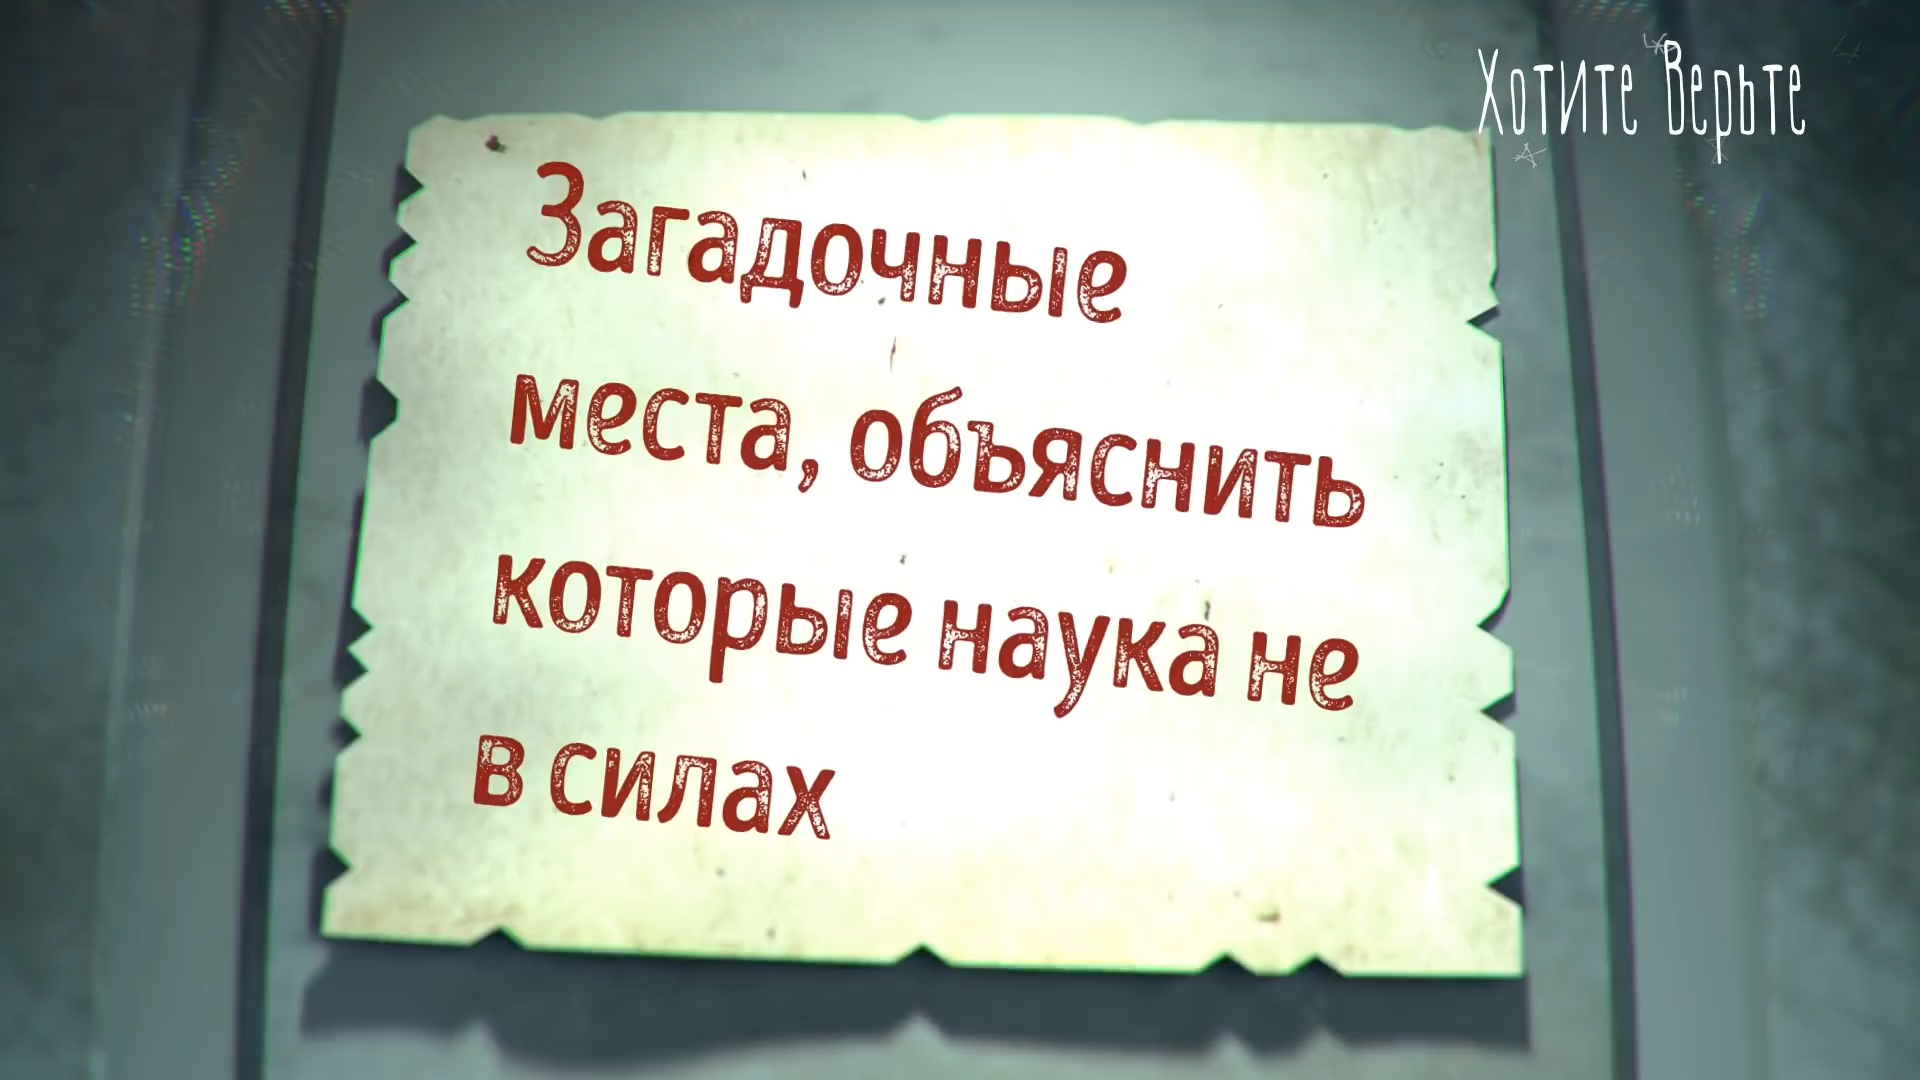 Хотите Верьте
Загадочные
места, объяснить
которые наука не
в силах